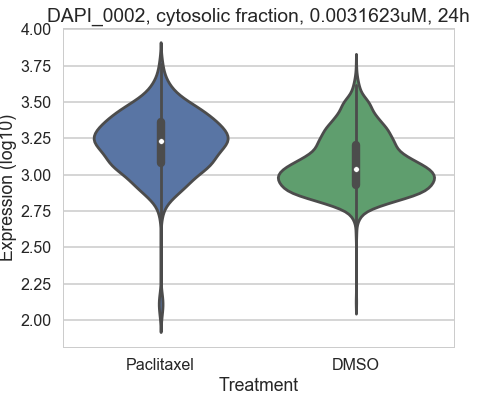 DAPI_0002, cytosolic fraction, 0.0031623uM, 24h
4.00
3.75
3.50
3.25
3.00
2.75
2.50
2.25
2.00
Expression (log10)
Paclitaxel DMSO
Treatment